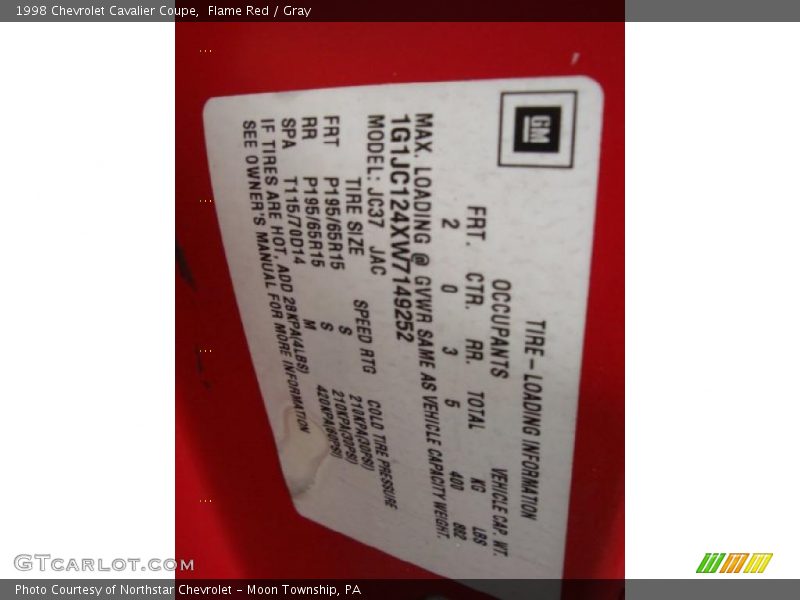 1998 Chevrolet Cavalier Coupe,  Flame Red / Gray
GM
TIRE-LOADING INFORMATION
OCCUPANTS VEHICLE CAP. WT.
FRT. CTR. RR. TOTAL KG LBS
2 0 3 5 400 882
MAX. LOADING @ GVWR SAME AS VEHICLE CAPACITY WEIGHT.
1G1JC124XW7149252
MODEL: JC37 JAC
TIRE SIZE SPEED RTG COLD TIRE PRESSURE
FRT P195/65R15 S 210KPA(30PSI)
RR P195/65R15 S 210KPA(30PSI)
SPA T115/70D14 M 420KPA(60PSI)
IF TIRES ARE HOT, ADD 28KPA(4LBS)
SEE OWNER'S MANUAL FOR MORE INFORMATION
GTCARLOT.COM
Photo Courtesy of Northstar Chevrolet - Moon Township, PA